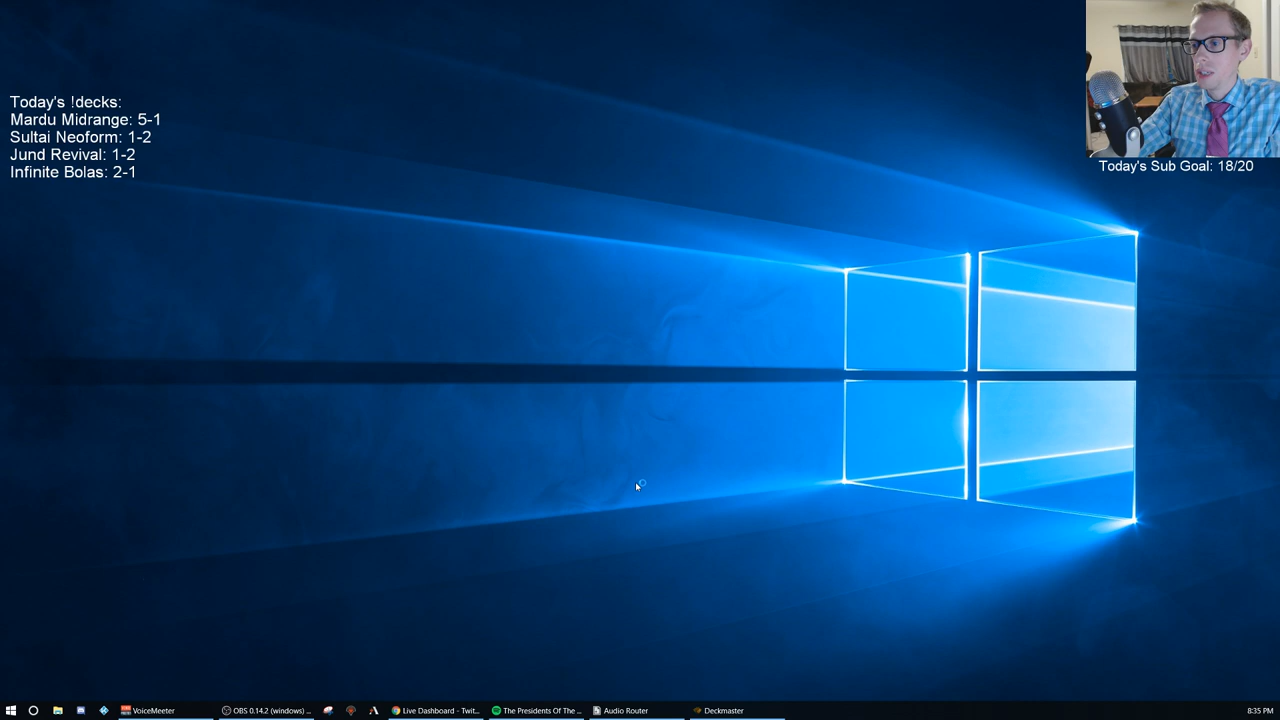 Today's !decks:
Mardu Midrange: 5-1
Sultai Neoform: 1-2
Jund Revival: 1-2
Infinite Bolas: 2-1
Today's Sub Goal: 18/20
VoiceMeeter
OBS 0.14.2 (windows) ...
Live Dashboard - Twit...
The Presidents Of The ...
Audio Router
Deckmaster
8:35 PM